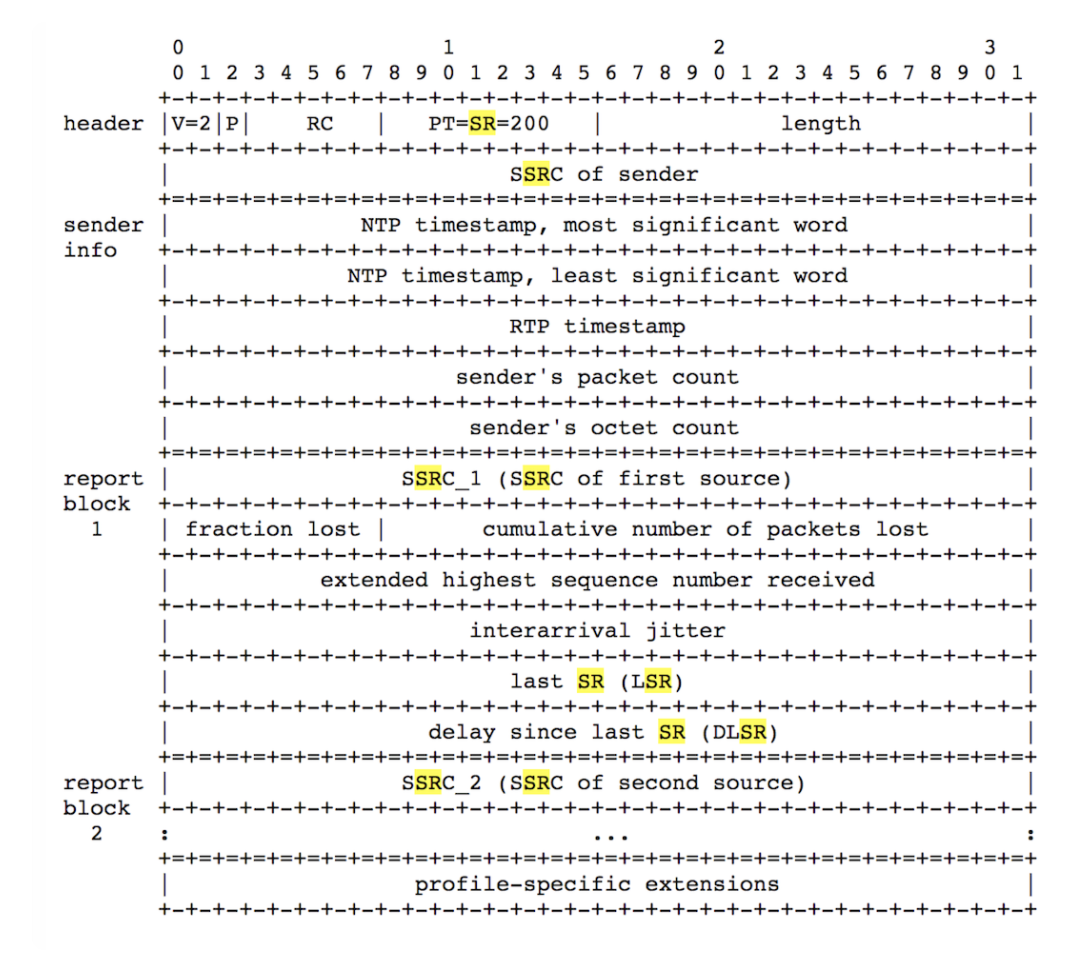 0 1 2 3
0 1 2 3 4 5 6 7 8 9 0 1 2 3 4 5 6 7 8 9 0 1 2 3 4 5 6 7 8 9 0 1
+-+-+-+-+-+-+-+-+-+-+-+-+-+-+-+-+-+-+-+-+-+-+-+-+-+-+-+-+-+-+-+-+
header |V=2|P| RC | PT=SR=200 | length |
+-+-+-+-+-+-+-+-+-+-+-+-+-+-+-+-+-+-+-+-+-+-+-+-+-+-+-+-+-+-+-+-+
| SSRC of sender |
+=+=+=+=+=+=+=+=+=+=+=+=+=+=+=+=+=+=+=+=+=+=+=+=+=+=+=+=+=+=+=+=+
sender | NTP timestamp, most significant word |
info +-+-+-+-+-+-+-+-+-+-+-+-+-+-+-+-+-+-+-+-+-+-+-+-+-+-+-+-+-+-+-+-+
| NTP timestamp, least significant word |
+-+-+-+-+-+-+-+-+-+-+-+-+-+-+-+-+-+-+-+-+-+-+-+-+-+-+-+-+-+-+-+-+
| RTP timestamp |
+-+-+-+-+-+-+-+-+-+-+-+-+-+-+-+-+-+-+-+-+-+-+-+-+-+-+-+-+-+-+-+-+
| sender's packet count |
+-+-+-+-+-+-+-+-+-+-+-+-+-+-+-+-+-+-+-+-+-+-+-+-+-+-+-+-+-+-+-+-+
| sender's octet count |
+=+=+=+=+=+=+=+=+=+=+=+=+=+=+=+=+=+=+=+=+=+=+=+=+=+=+=+=+=+=+=+=+
report | SSRC_1 (SSRC of first source) |
block +-+-+-+-+-+-+-+-+-+-+-+-+-+-+-+-+-+-+-+-+-+-+-+-+-+-+-+-+-+-+-+-+
1 | fraction lost | cumulative number of packets lost |
+-+-+-+-+-+-+-+-+-+-+-+-+-+-+-+-+-+-+-+-+-+-+-+-+-+-+-+-+-+-+-+-+
| extended highest sequence number received |
+-+-+-+-+-+-+-+-+-+-+-+-+-+-+-+-+-+-+-+-+-+-+-+-+-+-+-+-+-+-+-+-+
| interarrival jitter |
+-+-+-+-+-+-+-+-+-+-+-+-+-+-+-+-+-+-+-+-+-+-+-+-+-+-+-+-+-+-+-+-+
| last SR (LSR) |
+-+-+-+-+-+-+-+-+-+-+-+-+-+-+-+-+-+-+-+-+-+-+-+-+-+-+-+-+-+-+-+-+
| delay since last SR (DLSR) |
+=+=+=+=+=+=+=+=+=+=+=+=+=+=+=+=+=+=+=+=+=+=+=+=+=+=+=+=+=+=+=+=+
report | SSRC_2 (SSRC of second source) |
block +-+-+-+-+-+-+-+-+-+-+-+-+-+-+-+-+-+-+-+-+-+-+-+-+-+-+-+-+-+-+-+-+
2 : ... :
+=+=+=+=+=+=+=+=+=+=+=+=+=+=+=+=+=+=+=+=+=+=+=+=+=+=+=+=+=+=+=+=+
| profile-specific extensions |
+-+-+-+-+-+-+-+-+-+-+-+-+-+-+-+-+-+-+-+-+-+-+-+-+-+-+-+-+-+-+-+-+